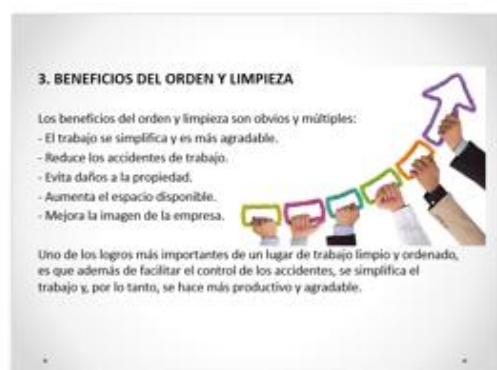 3. BENEFICIOS DEL ORDEN Y LIMPIEZA
Los beneficios del orden y limpieza son obvios y múltiples:
- El trabajo se simplifica y es más agradable.
- Reduce los accidentes de trabajo.
- Evita daños a la propiedad.
- Aumenta el espacio disponible.
- Mejora la imagen de la empresa.
Uno de los logros más importantes de un lugar de trabajo limpio y ordenado,
es que además de facilitar el control de los accidentes, se simplifica el
trabajo y, por lo tanto, se hace más productivo y agradable.